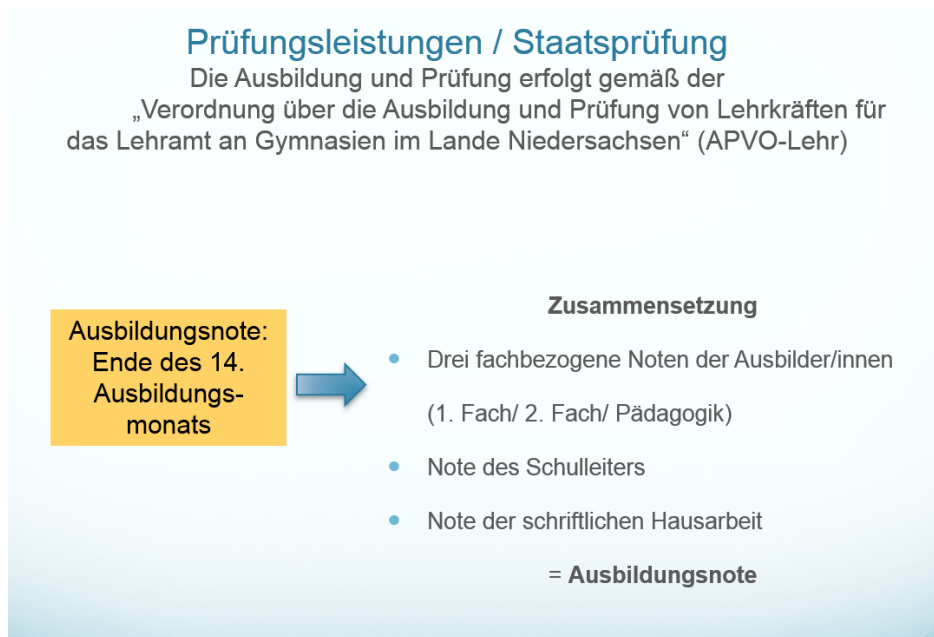 Prüfungsleistungen / Staatsprüfung
Die Ausbildung und Prüfung erfolgt gemäß der
„Verordnung über die Ausbildung und Prüfung von Lehrkräften für
das Lehramt an Gymnasien im Lande Niedersachsen“ (APVO-Lehr)
Ausbildungsnote:
Ende des 14.
Ausbildungs-
monats
Zusammensetzung
• Drei fachbezogene Noten der Ausbilder/innen
(1. Fach/ 2. Fach/ Pädagogik)
• Note des Schulleiters
• Note der schriftlichen Hausarbeit
= Ausbildungsnote